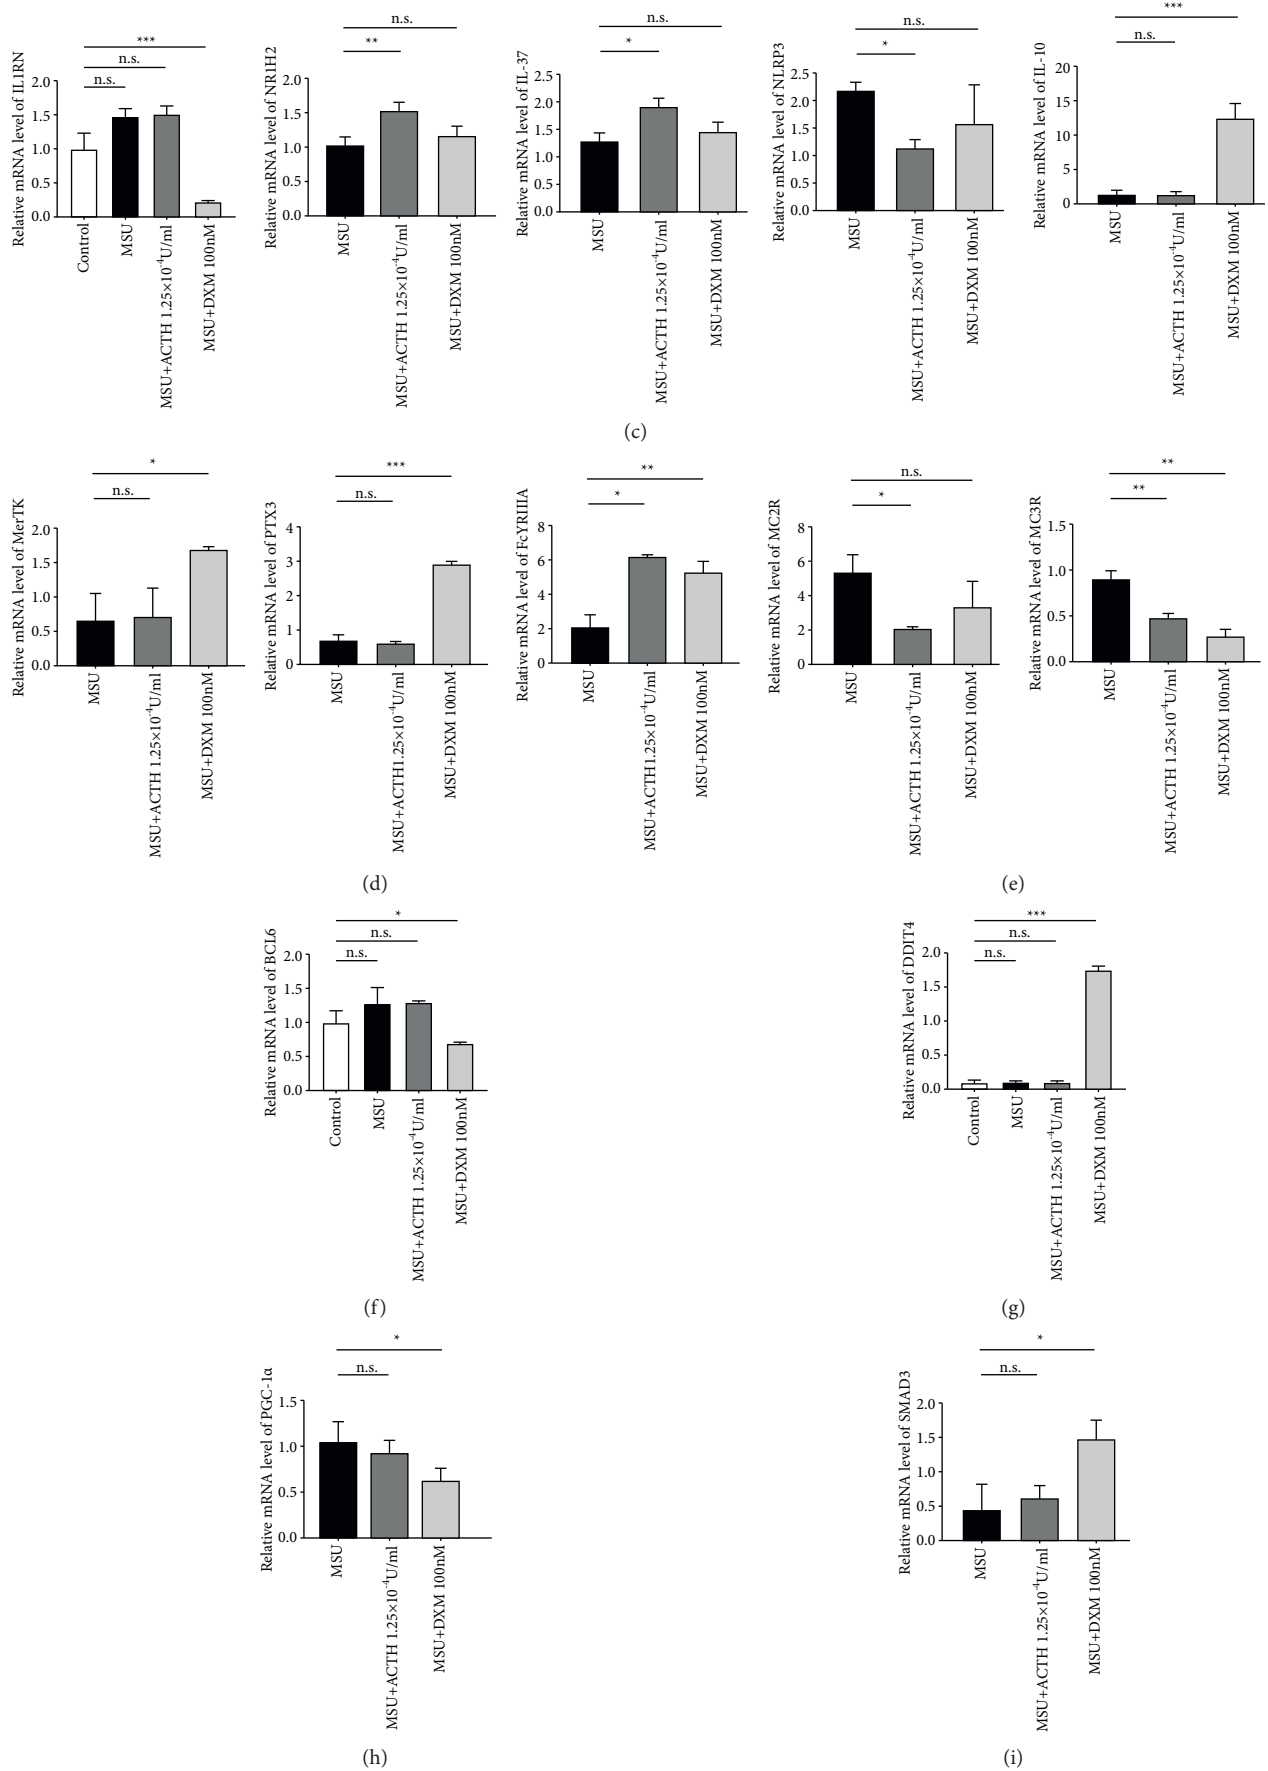 Relative mRNA level of IL1RN
***
n.s.
n.s.
2.0
1.5
1.0
0.5
0.0
Control
MSU
MSU+ACTH 1.25×10⁻⁴U/ml
MSU+DXM 100nM
Relative mRNA level of NR1H2
n.s.
**
2.0
1.5
1.0
0.5
0.0
MSU
MSU+ACTH 1.25×10⁻⁴U/ml
MSU+DXM 100nM
Relative mRNA level of IL-37
n.s.
*
2.5
2.0
1.5
1.0
0.5
0.0
MSU
MSU+ACTH 1.25×10⁻⁴U/ml
MSU+DXM 100nM
Relative mRNA level of NLRP3
n.s.
*
2.5
2.0
1.5
1.0
0.5
0.0
MSU
MSU+ACTH 1.25×10⁻⁴U/ml
MSU+DXM 100nM
Relative mRNA level of IL-10
***
n.s.
20
15
10
5
0
MSU
MSU+ACTH 1.25×10⁻⁴U/ml
MSU+DXM 100nM
(c)
Relative mRNA level of MerTK
*
n.s.
2.0
1.5
1.0
0.5
0.0
MSU
MSU+ACTH 1.25×10⁻⁴U/ml
MSU+DXM 100nM
Relative mRNA level of PTX3
***
n.s.
4
3
2
1
0
MSU
MSU+ACTH 1.25×10⁻⁴U/ml
MSU+DXM 100nM
Relative mRNA level of FcYRIIIA
**
*
8
6
4
2
0
MSU
MSU+ACTH1.25×10⁻⁴U/ml
MSU+DXM 100nM
(d)
Relative mRNA level of MC2R
n.s.
*
8
6
4
2
0
MSU
MSU+ACTH 1.25×10⁻⁴U/ml
MSU+DXM 100nM
Relative mRNA level of MC3R
**
**
1.5
1.0
0.5
0.0
MSU
MSU+ACTH 1.25×10⁻⁴U/ml
MSU+DXM 100nM
(e)
Relative mRNA level of BCL6
*
n.s.
n.s.
2.0
1.5
1.0
0.5
0.0
Control
MSU
MSU+ACTH 1.25×10⁻⁴U/ml
MSU+DXM 100nM
(f)
Relative mRNA level of DDIT4
***
n.s.
n.s.
2.0
1.5
1.0
0.5
0.0
Control
MSU
MSU+ACTH 1.25×10⁻⁴U/ml
MSU+DXM 100nM
(g)
Relative mRNA level of PGC-1α
*
n.s.
1.5
1.0
0.5
0.0
MSU
MSU+ACTH 1.25×10⁻⁴U/ml
MSU+DXM 100nM
(h)
Relative mRNA level of SMAD3
*
n.s.
2.0
1.5
1.0
0.5
0.0
MSU
MSU+ACTH 1.25×10⁻⁴U/ml
MSU+DXM 100nM
(i)